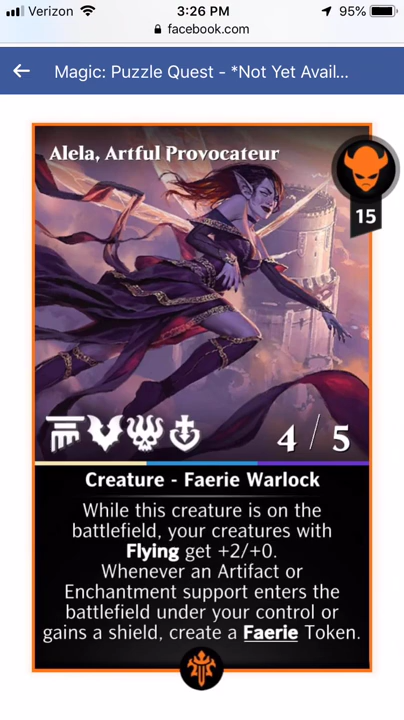 Verizon 3:26 PM 95%
facebook.com
Magic: Puzzle Quest - *Not Yet Avail...
Alela, Artful Provocateur
15
4 / 5
Creature - Faerie Warlock
While this creature is on the
battlefield, your creatures with
Flying get +2/+0.
Whenever an Artifact or
Enchantment support enters the
battlefield under your control or
gains a shield, create a Faerie Token.